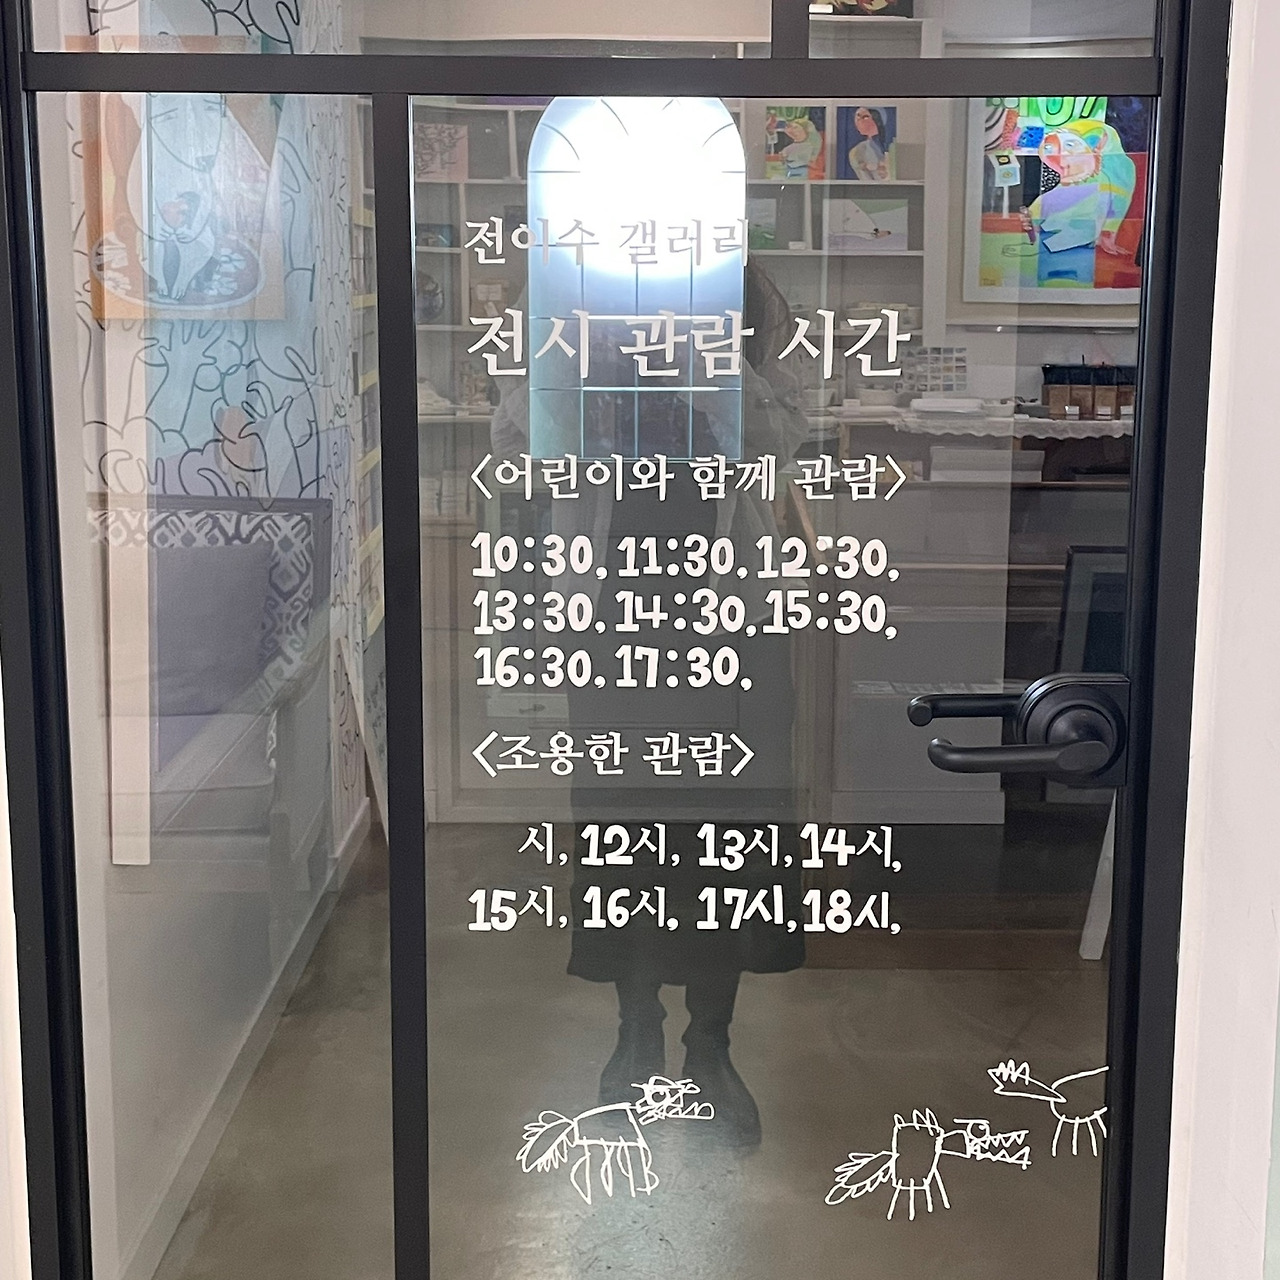 전이수 갤러리
전시 관람 시간
<어린이와 함께 관람>
10:30, 11:30, 12:30,
13:30, 14:30, 15:30,
16:30, 17:30,
<조용한 관람>
시, 12시, 13시, 14시,
15시, 16시, 17시, 18시,